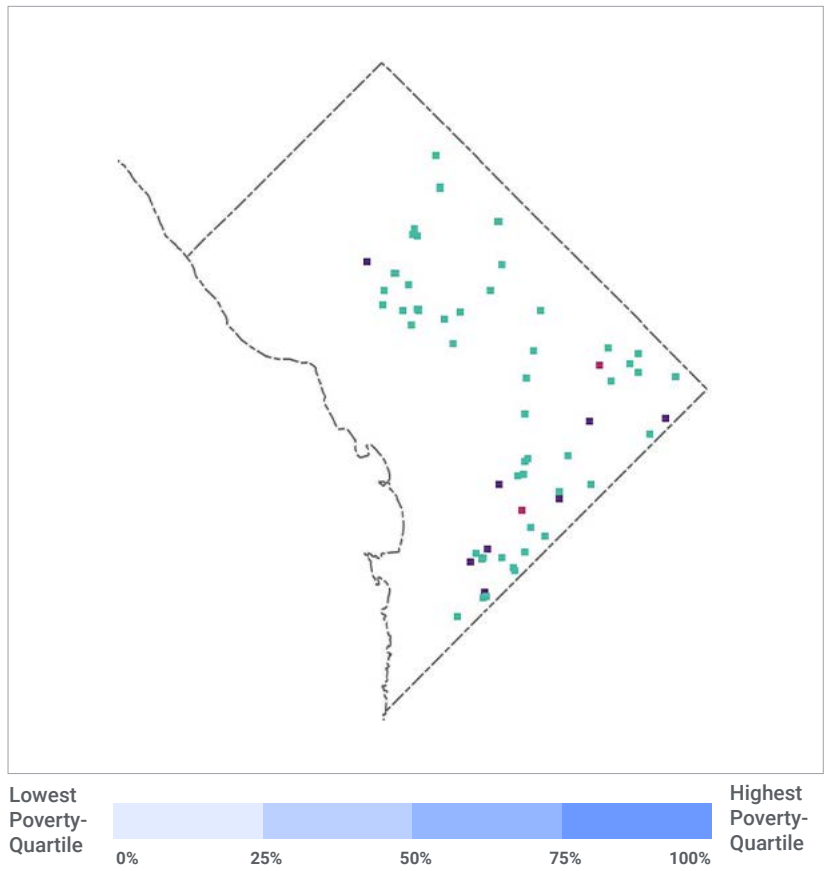 Lowest
Poverty-
Quartile
0%
25%
50%
75%
100%
Highest
Poverty-
Quartile